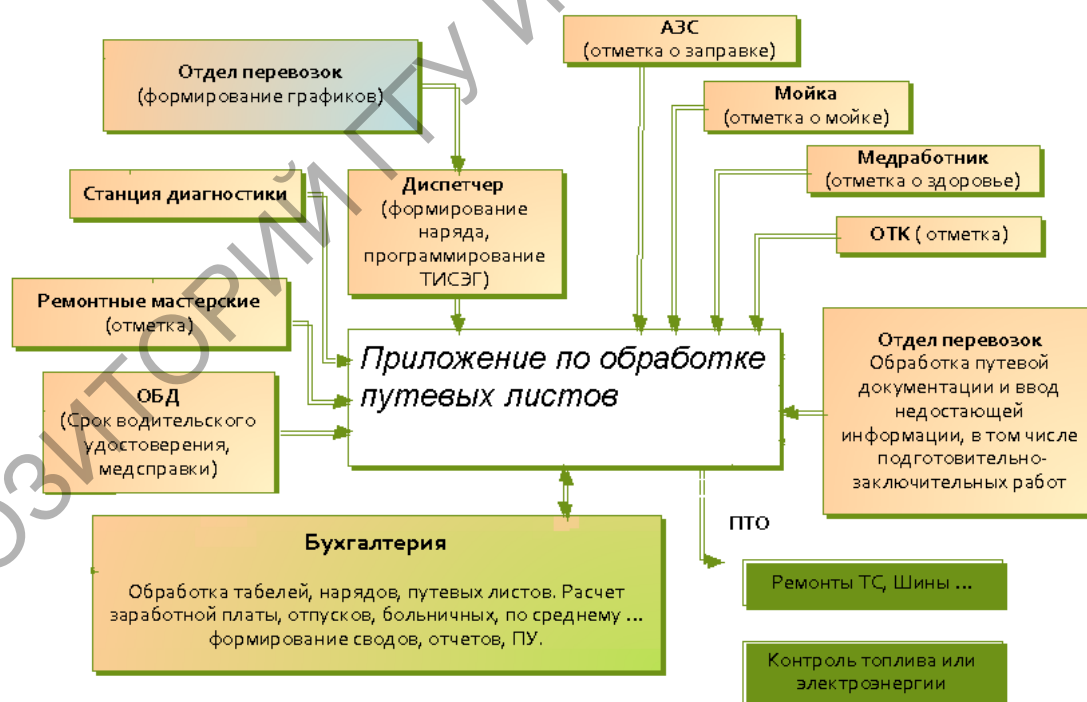 АЗС
(отметка о заправке)
Отдел перевозок
(формирование графиков)
Мойка
(отметка о мойке)
Медработник
(отметка о здоровье)
Станция диагностики
Диспетчер
(формирование
наряда,
программирование
ТИСЭГ)
ОТК ( отметка)
Ремонтные мастерские
(отметка)
Приложение по обработке
путевых листов
Отдел перевозок
Обработка путевой
документации и ввод
недостающей
информации, в том числе
подготовительно-
заключительных работ
ОБД
(Срок водительского
удостоверения,
медсправки)
Бухгалтерия
Обработка табелей, нарядов, путевых листов. Расчет
заработной платы, отпусков, больничных, по среднему ...
формирование сводов, отчетов, ПУ.
ПТО
Ремонты ТС, Шины ...
Контроль топлива или
электроэнергии
ОЗИТОРИЙ ГГУ И